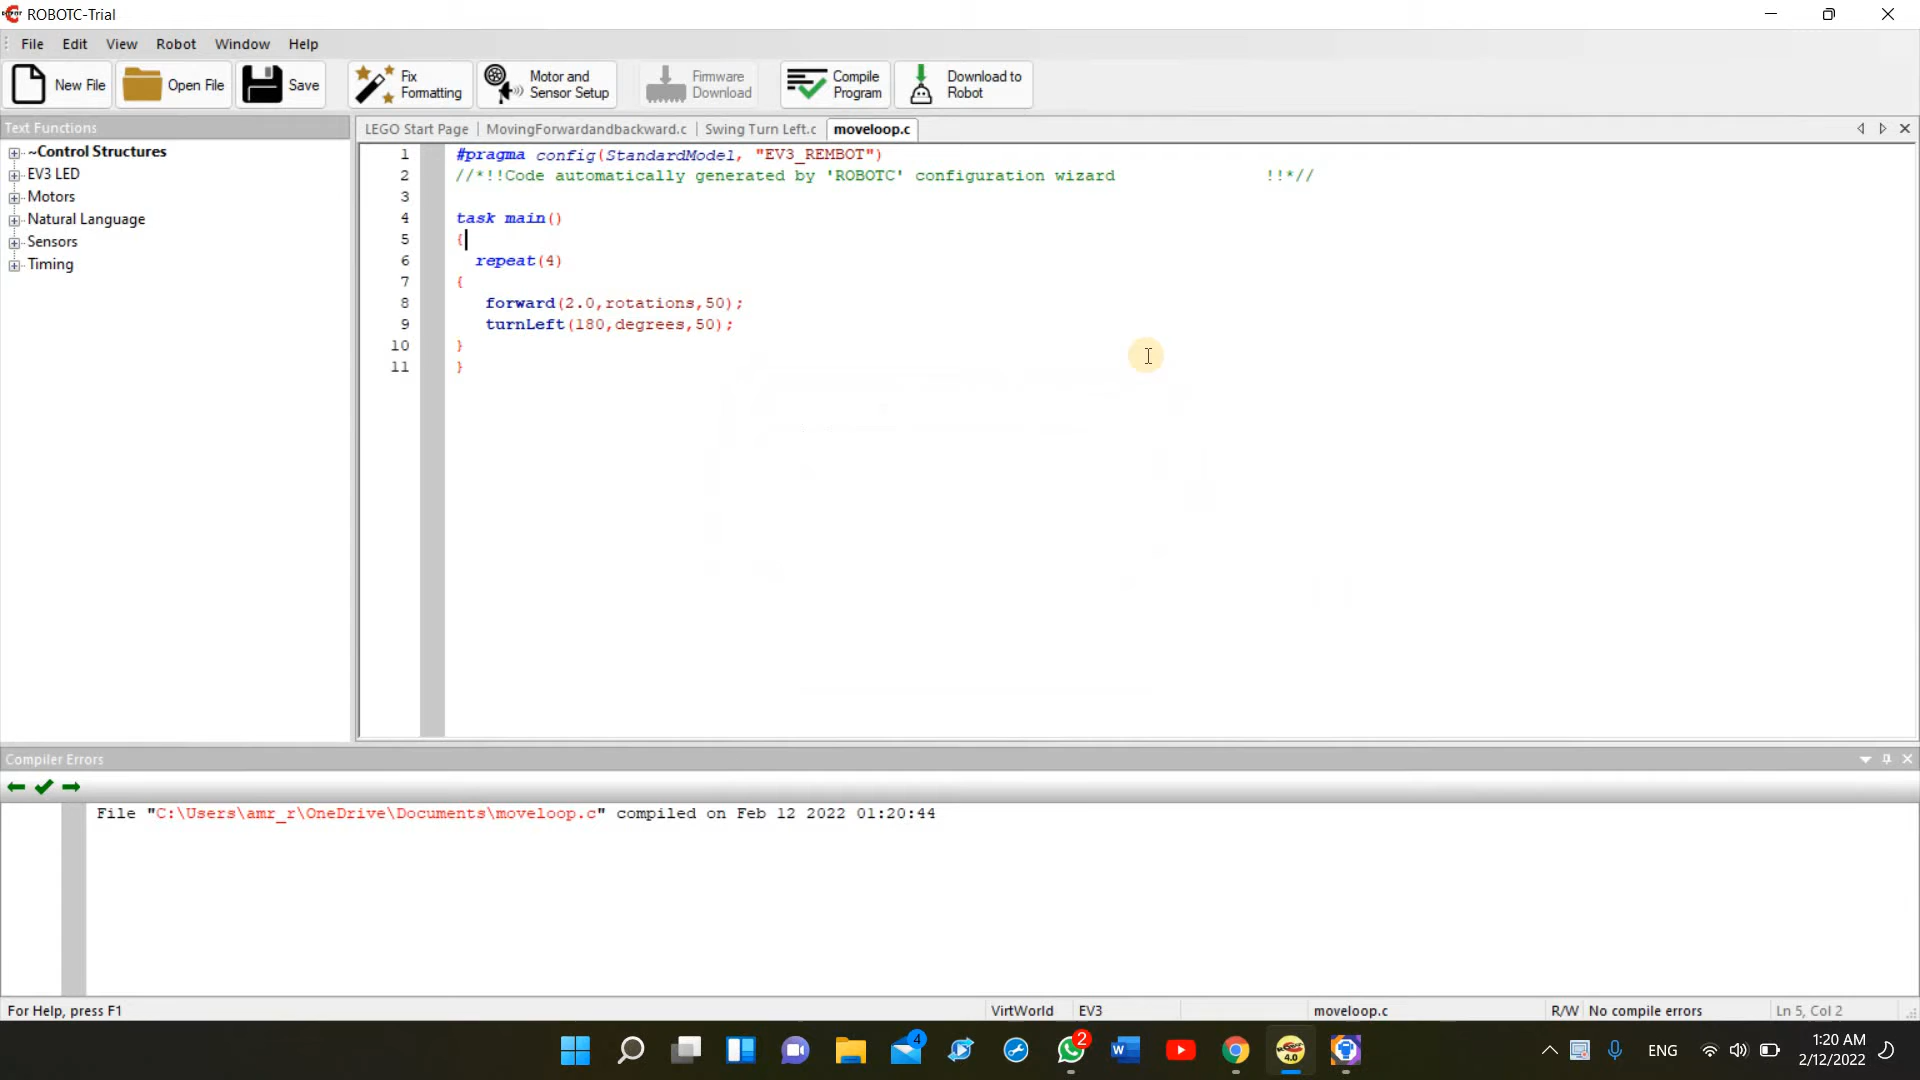 ROBOTC-Trial
File Edit View Robot Window Help
New File Open File Save Fix Formatting Motor and Sensor Setup Firmware Download Compile Program Download to Robot
Text Functions
~Control Structures
EV3 LED
Motors
Natural Language
Sensors
Timing
LEGO Start Page MovingForwardandbackward.c Swing Turn Left.c moveloop.c
1 #pragma config(StandardModel, "EV3_REMBOT")
2 //*!!Code automatically generated by 'ROBOTC' configuration wizard !!*//
3
4 task main()
5 {
6 repeat(4)
7 {
8 forward(2.0,rotations,50);
9 turnLeft(180,degrees,50);
10 }
11 }
Compiler Errors
File "C:\Users\amr_r\OneDrive\Documents\moveloop.c" compiled on Feb 12 2022 01:20:44
For Help, press F1 VirtWorld EV3 moveloop.c R/W No compile errors Ln 5, Col 2
4 2 4.0 ENG 1:20 AM
2/12/2022